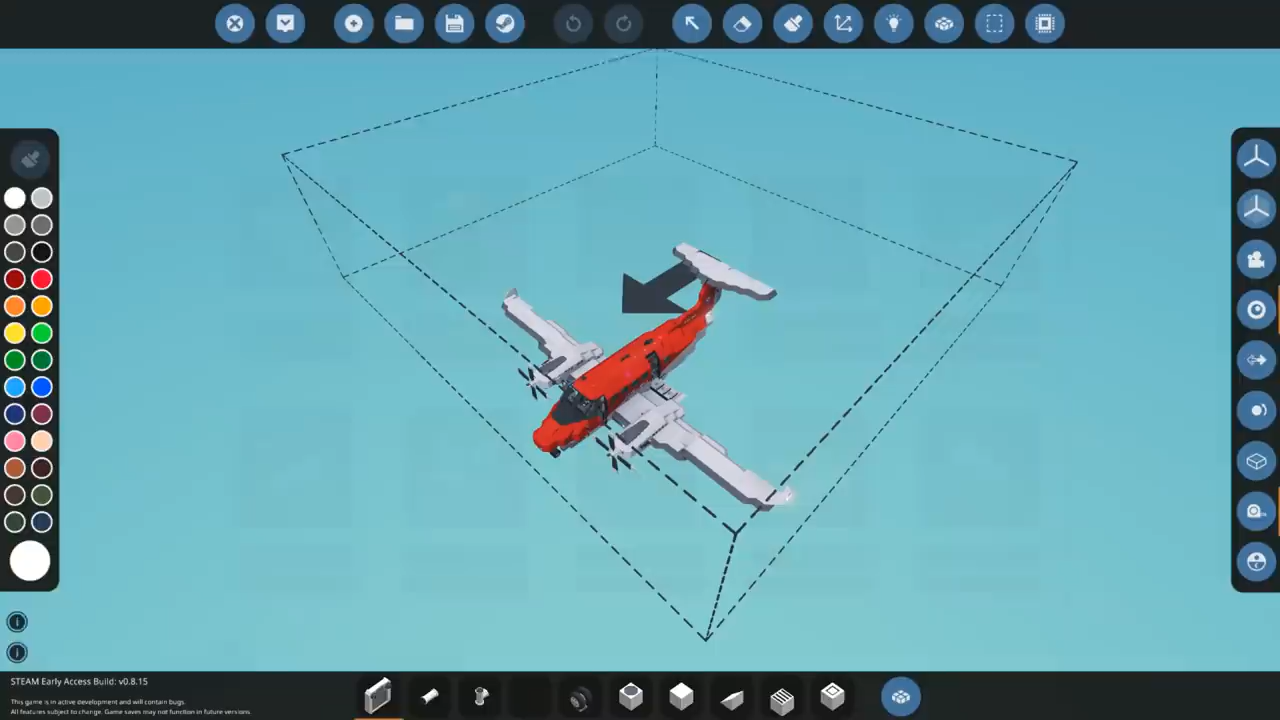 STEAM Early Access Build: v0.8.15
This game is in active development and will contain bugs.
All features subject to change. Game saves may not function in future versions.